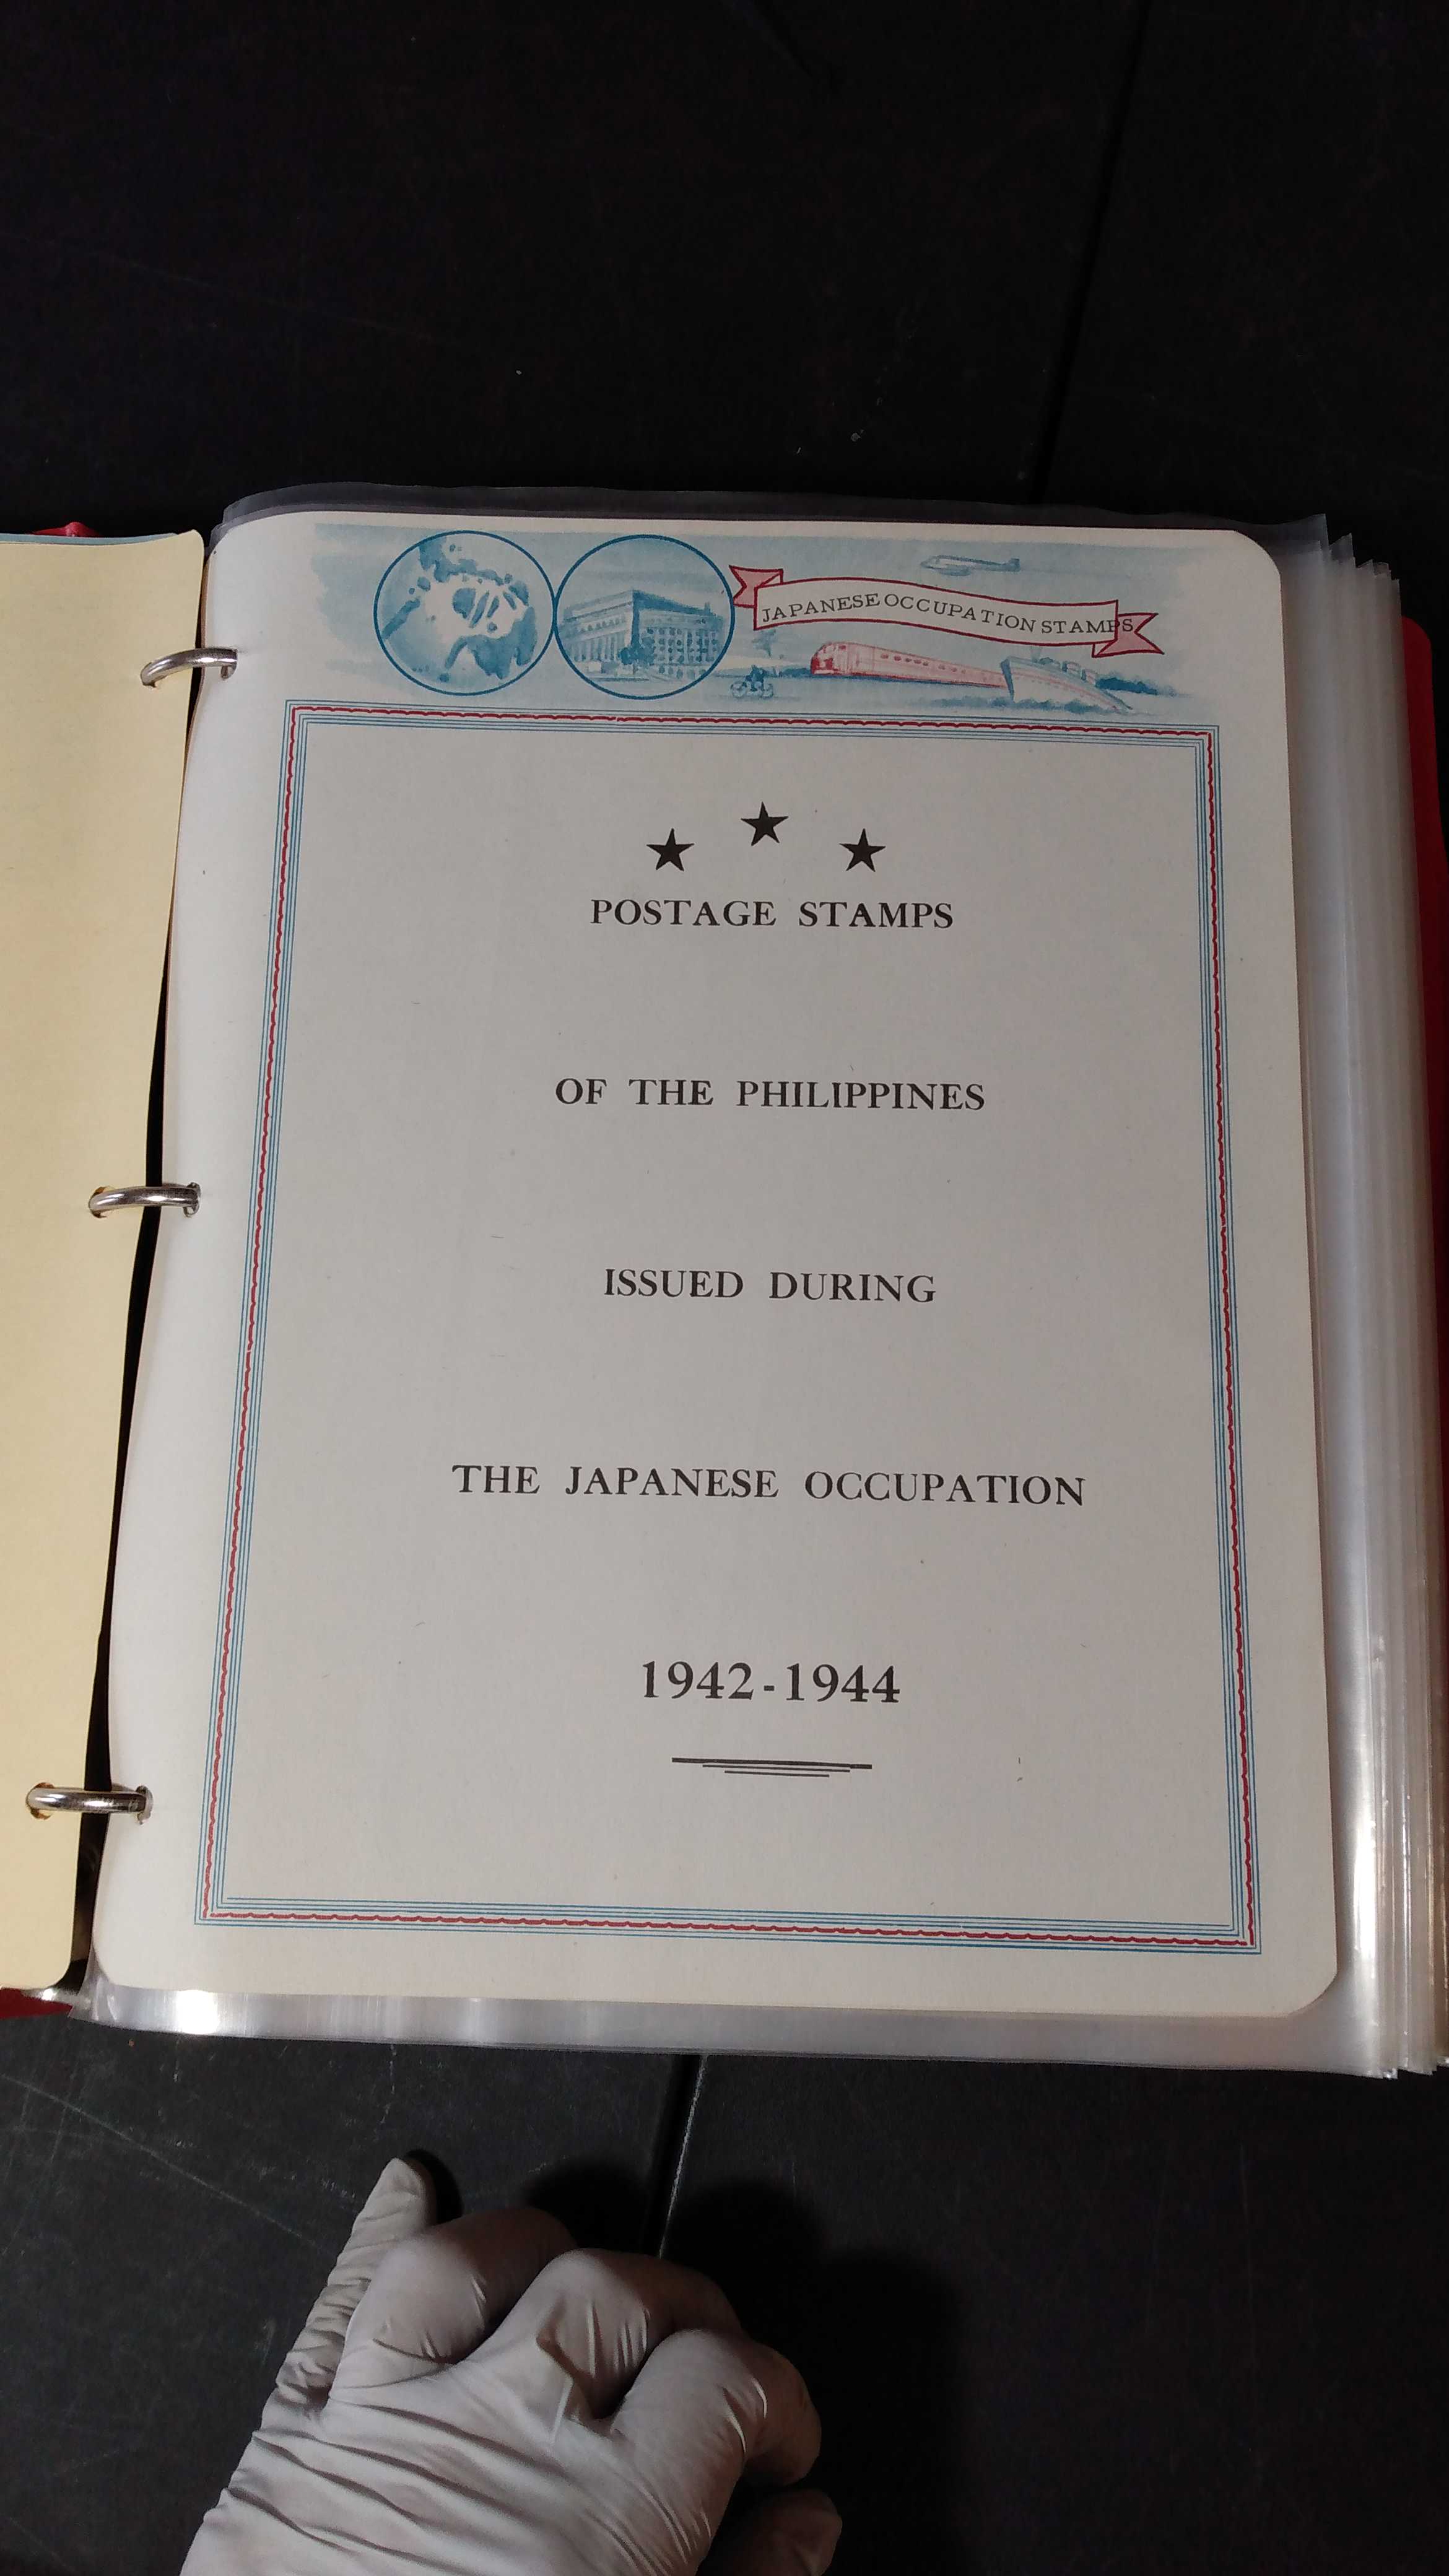 JAPANESE OCCUPATION STAMPS
POSTAGE STAMPS
OF THE PHILIPPINES
ISSUED DURING
THE JAPANESE OCCUPATION
1942-1944